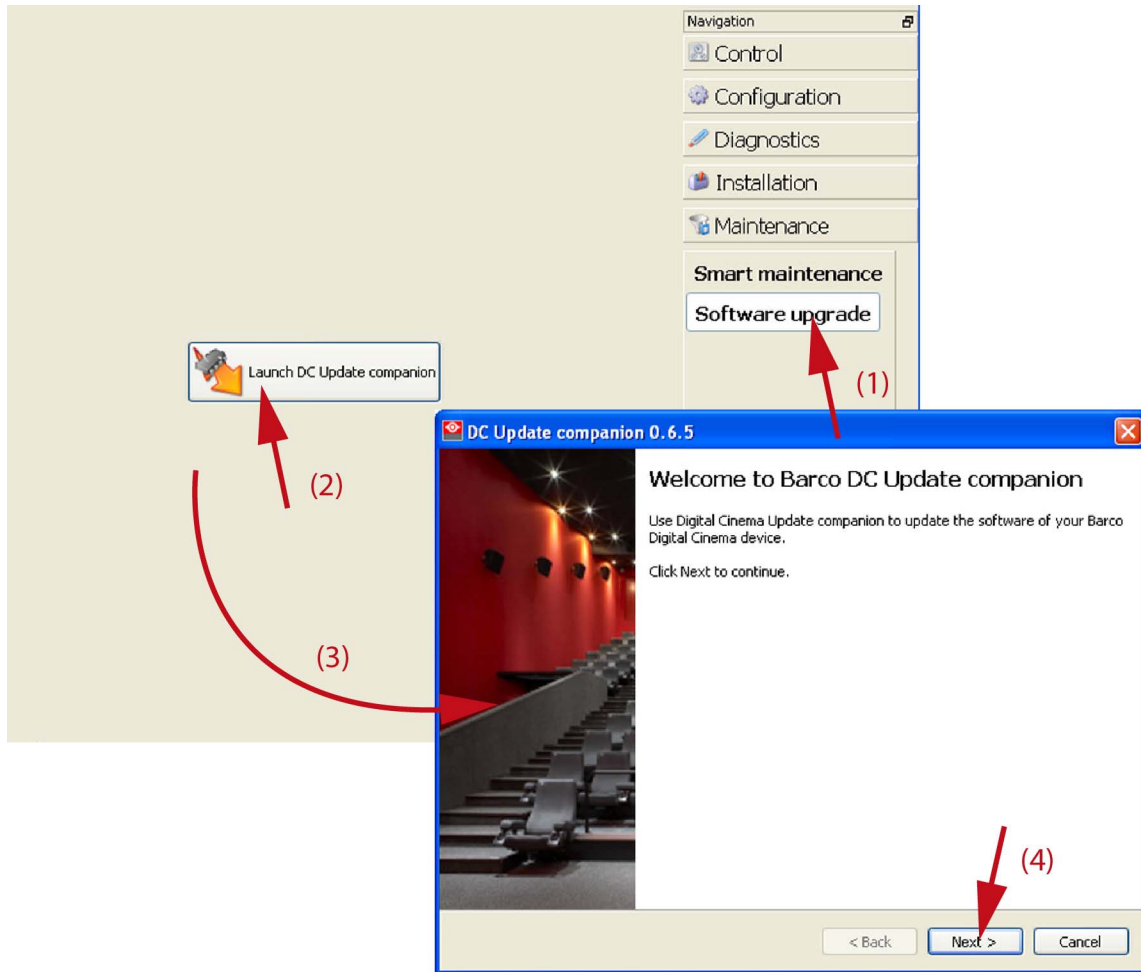 Navigation
Control
Configuration
Diagnostics
Installation
Maintenance
Smart maintenance
Software upgrade
(1)
Launch DC Update companion
(2)
(3)
DC Update companion 0.6.5
Welcome to Barco DC Update companion
Use Digital Cinema Update companion to update the software of your Barco
Digital Cinema device.
Click Next to continue.
(4)
< Back
Next >
Cancel